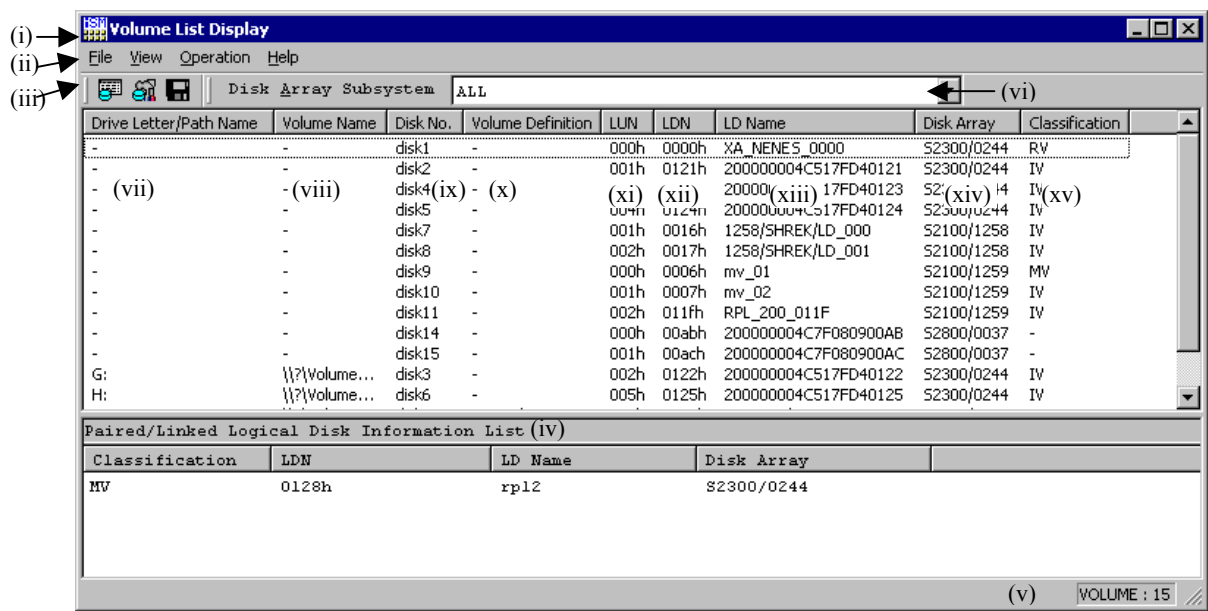 (i) Volume List Display
(ii) File View Operation Help
(iii) Disk Array Subsystem ALL (vi)
Drive Letter/Path Name Volume Name Disk No. Volume Definition LUN LDN LD Name Disk Array Classification
- - disk1 - 000h 0000h XA_NENES_0000 S2300/0244 RV
- - disk2 - 001h 0121h 200000004C517FD40121 S2300/0244 IV
- (vii) - (viii) disk4 (ix) - (x) (xi) (xii) (xiii) 17FD40123 (xiv) IV (xv)
- - disk5 - 004h 0124h 200000004C517FD40124 S2300/0244 IV
- - disk7 - 001h 0016h 1258/SHREK/LD_000 S2100/1258 IV
- - disk8 - 002h 0017h 1258/SHREK/LD_001 S2100/1258 IV
- - disk9 - 000h 0006h mv_01 S2100/1259 MV
- - disk10 - 001h 0007h mv_02 S2100/1259 IV
- - disk11 - 002h 011fh RPL_200_011F S2100/1259 IV
- - disk14 - 000h 00abh 200000004C7F080900AB S2800/0037 -
- - disk15 - 001h 00ach 200000004C7F080900AC S2800/0037 -
G: \\?\Volume... disk3 - 002h 0122h 200000004C517FD40122 S2300/0244 IV
H: \\?\Volume... disk6 - 005h 0125h 200000004C517FD40125 S2300/0244 IV
Paired/Linked Logical Disk Information List (iv)
Classification LDN LD Name Disk Array
MV 0128h rpl2 S2300/0244
(v) VOLUME : 15